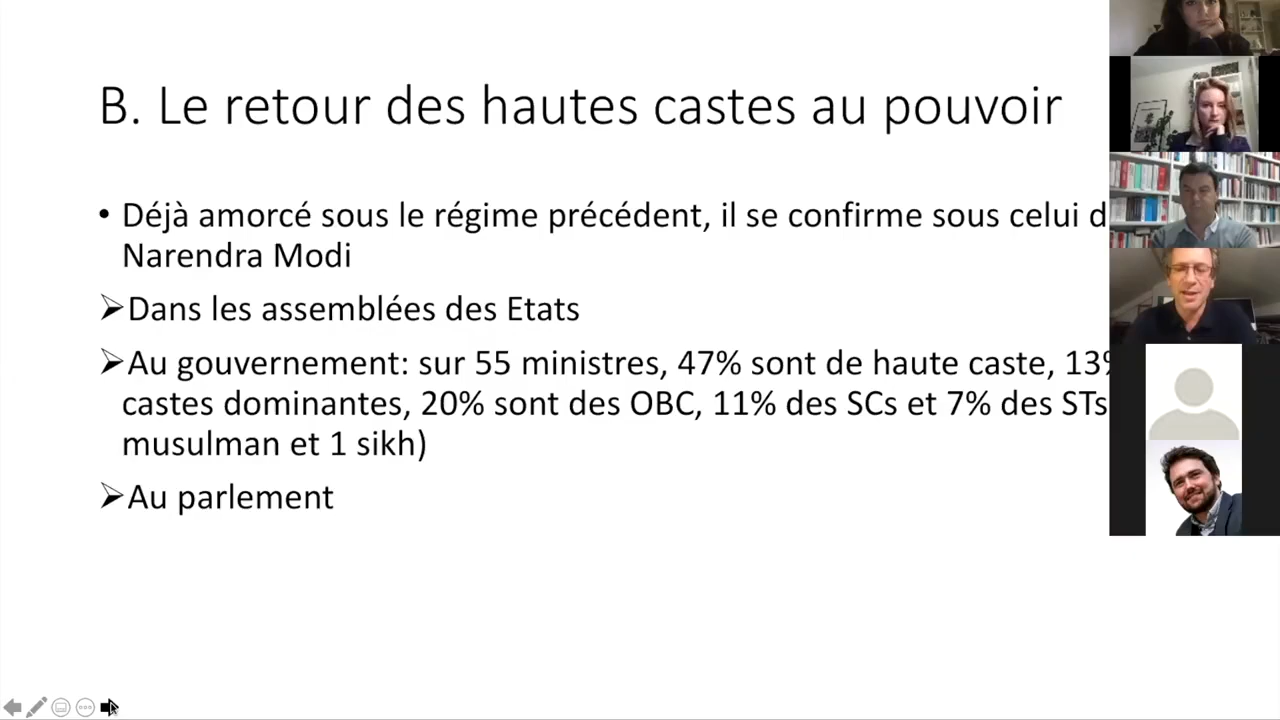 B. Le retour des hautes castes au pouvoir
• Déjà amorcé sous le régime précédent, il se confirme sous celui
Narendra Modi
➢Dans les assemblées des Etats
➢Au gouvernement: sur 55 ministres, 47% sont de haute caste, 13%
castes dominantes, 20% sont des OBC, 11% des SCs et 7% des STs
musulman et 1 sikh)
➢Au parlement